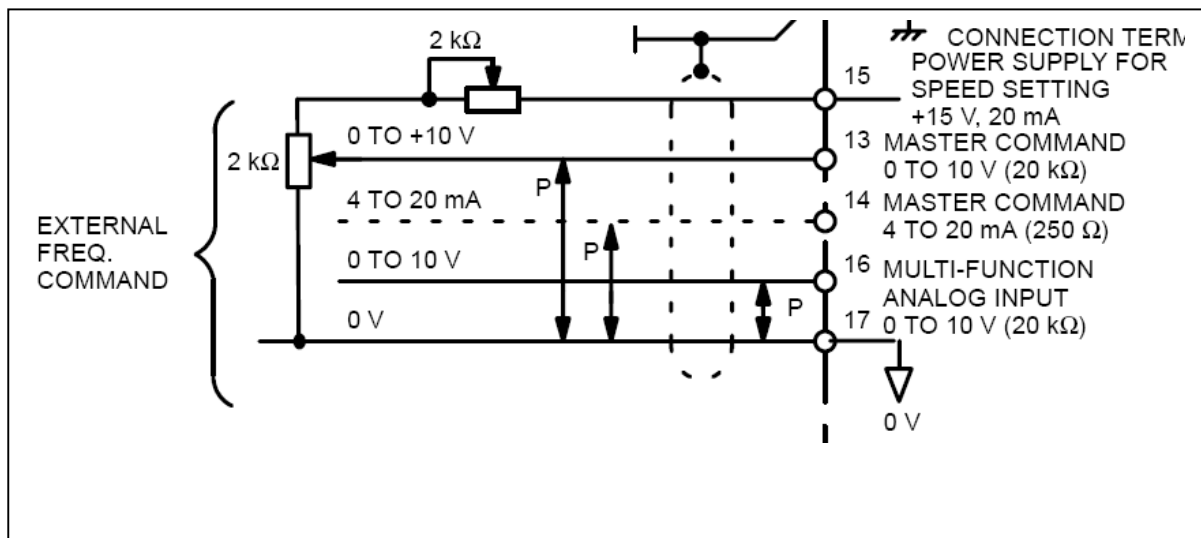 2 kΩ
CONNECTION TERM
POWER SUPPLY FOR
SPEED SETTING
+15 V, 20 mA
15
0 TO +10 V
2 kΩ
13
MASTER COMMAND
0 TO 10 V (20 kΩ)
P
4 TO 20 mA
14
MASTER COMMAND
4 TO 20 mA (250 Ω)
EXTERNAL
FREQ.
COMMAND
P
0 TO 10 V
16
MULTI-FUNCTION
ANALOG INPUT
0 TO 10 V (20 kΩ)
P
0 V
17
0 V